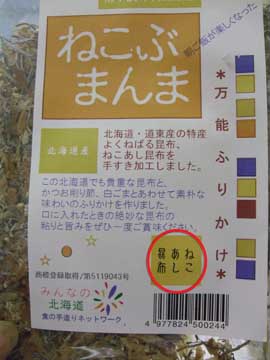 ねこぶ
まんま
朝ご飯が楽しくなった
*万能ふりかけ*
北海道産
北海道・道東産の特産
よくねばる昆布、
ねこあし昆布を
手すき加工しました。
この北海道でも貴重な昆布と、
かつお削り節、白ごまとあわせて素朴な
味わいのふりかけを作りました。
口に入れたときの絶妙な昆布の
粘りと旨みをぜひ一度ご賞味ください。
ねこ
あし
昆布
商標登録取得/第5119043号
みんなの
北海道
食の手造りネットワーク
4 977824 500244